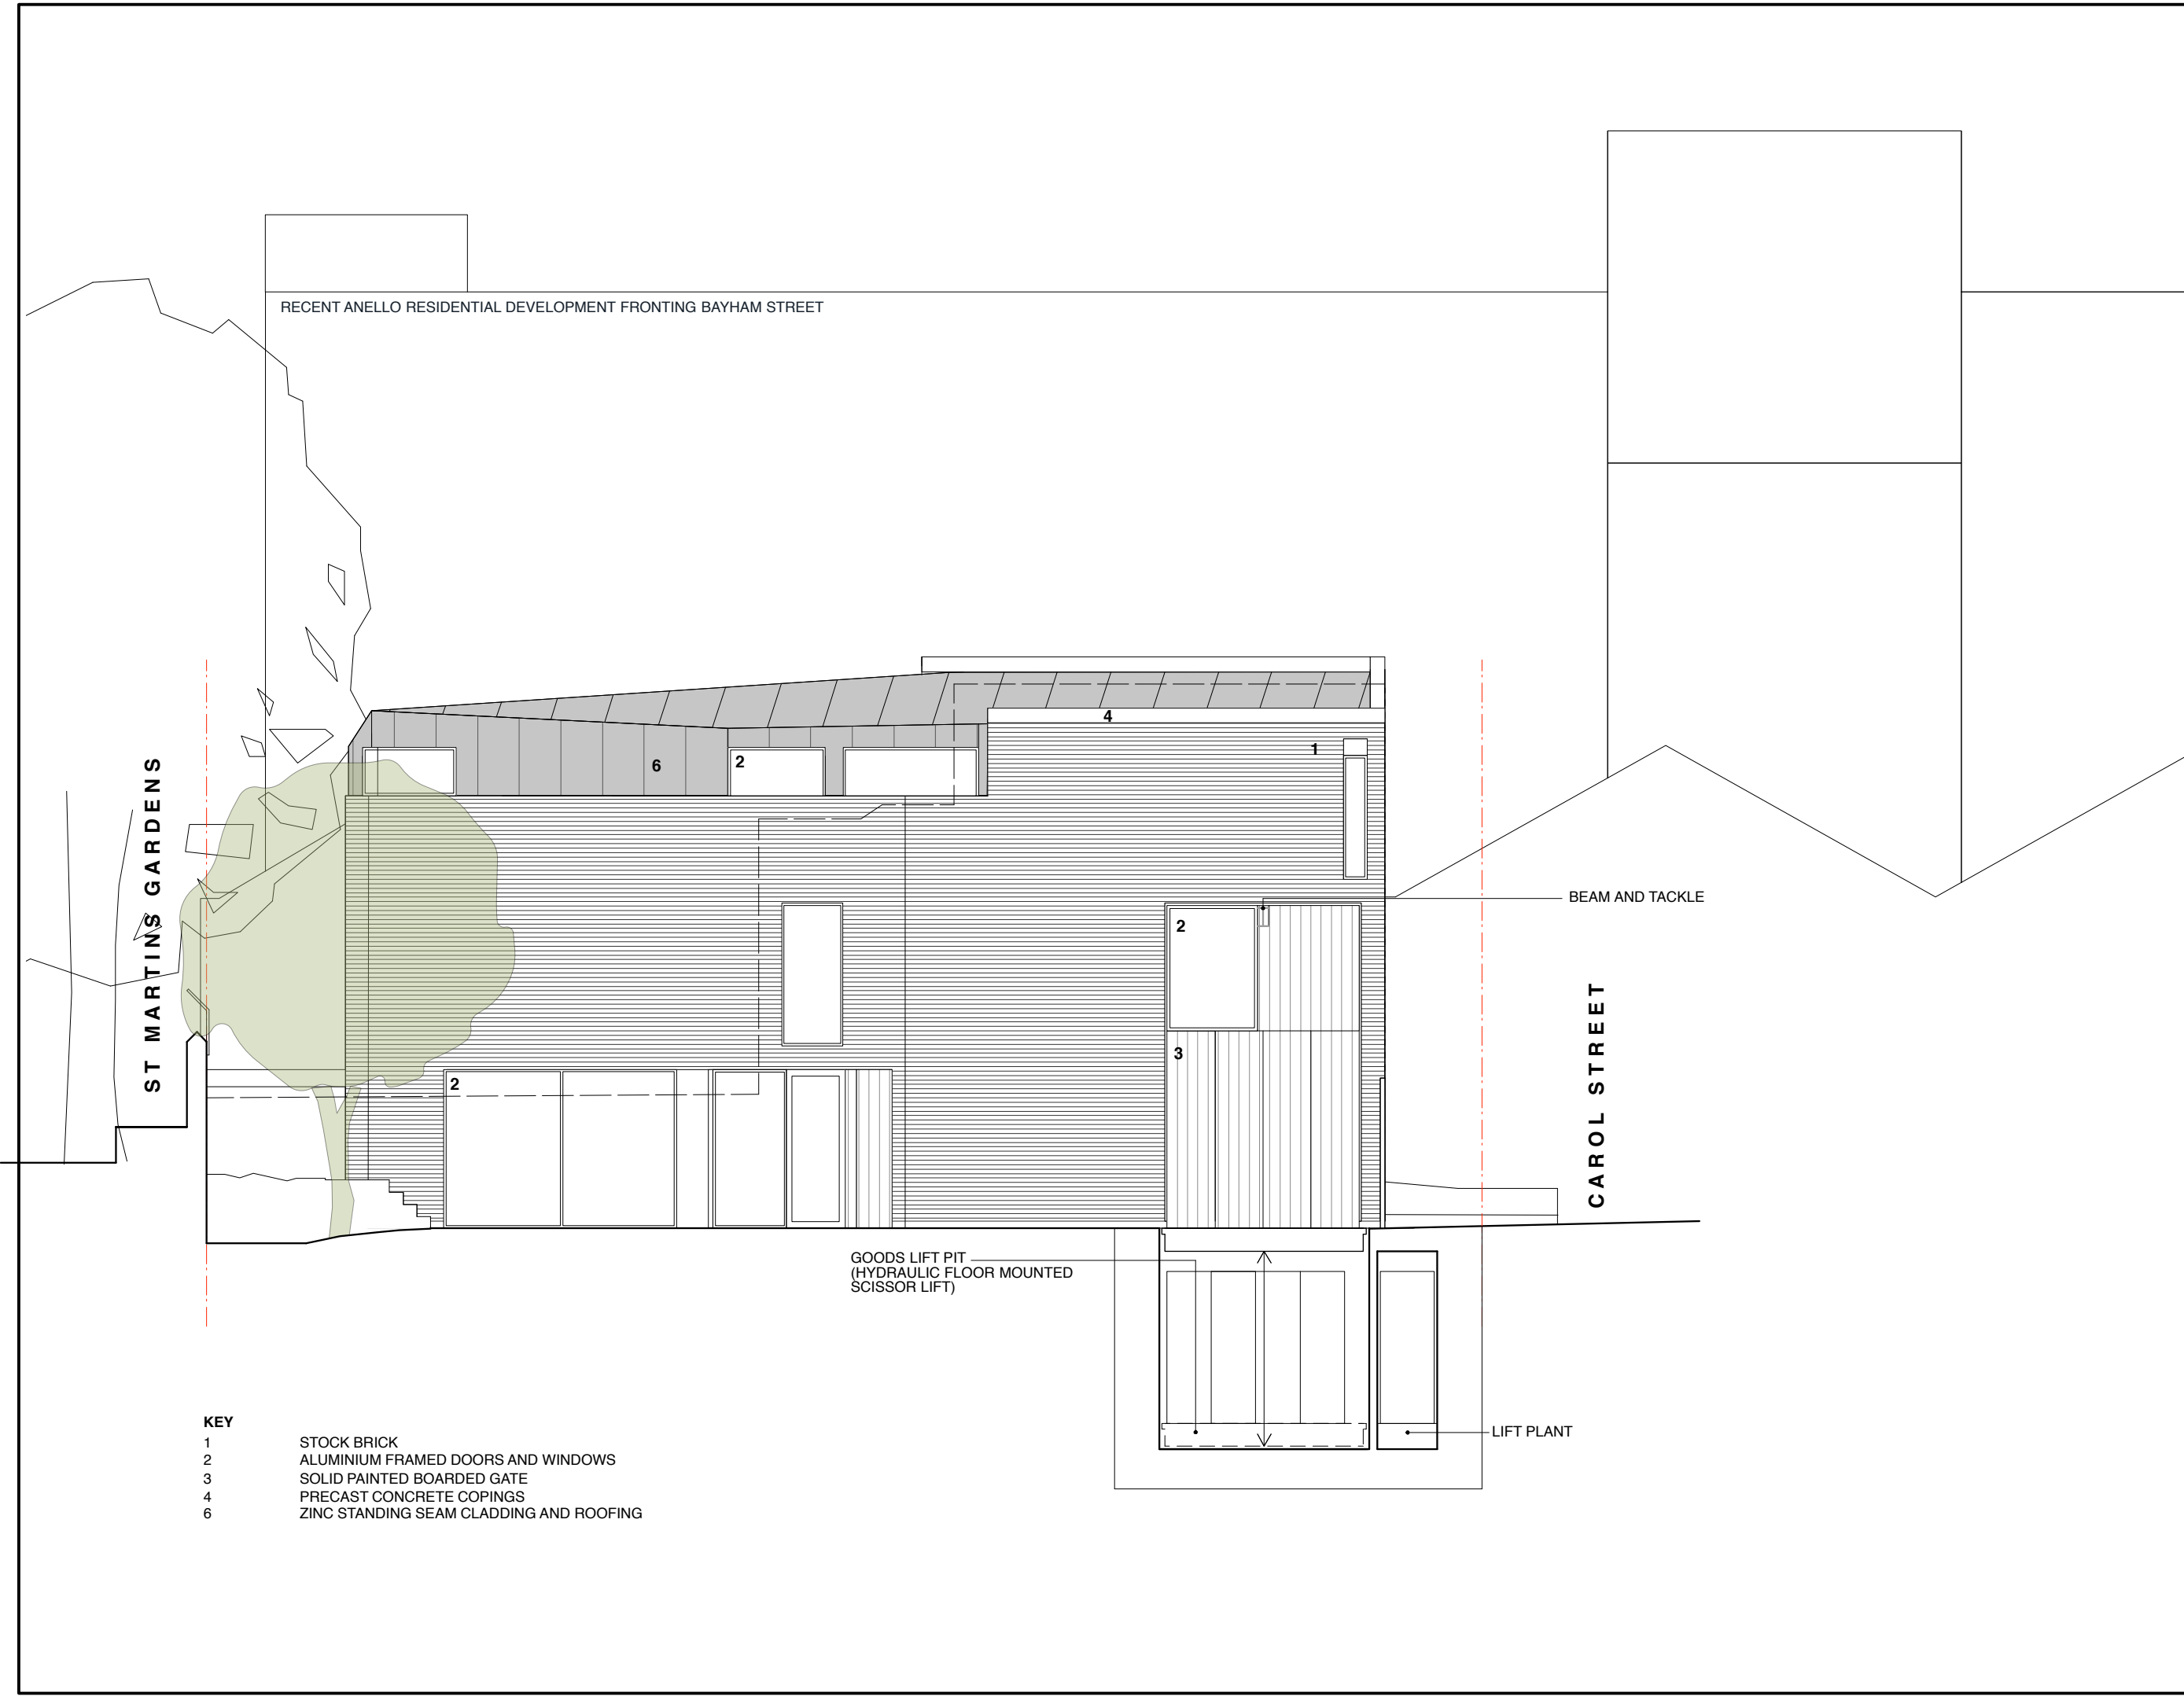 RECENT ANELLO RESIDENTIAL DEVELOPMENT FRONTING BAYHAM STREET
4
1
6
2
ST MARTINS GARDENS
BEAM AND TACKLE
2
3
2
CAROL STREET
GOODS LIFT PIT
(HYDRAULIC FLOOR MOUNTED
SCISSOR LIFT)
LIFT PLANT
KEY
1 STOCK BRICK
2 ALUMINIUM FRAMED DOORS AND WINDOWS
3 SOLID PAINTED BOARDED GATE
4 PRECAST CONCRETE COPINGS
6 ZINC STANDING SEAM CLADDING AND ROOFING